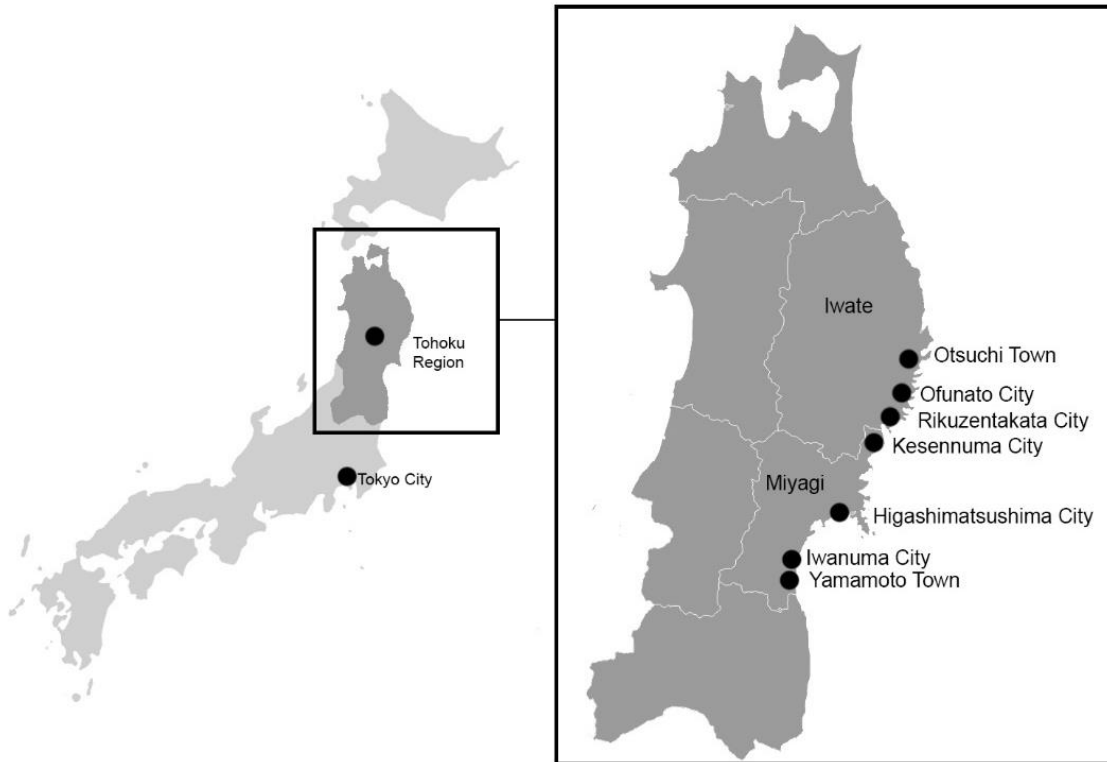 Tohoku
Region
Tokyo City
Iwate
Otsuchi Town
Ofunato City
Rikuzentakata City
Kesennuma City
Miyagi
Higashimatsushima City
Iwanuma City
Yamamoto Town